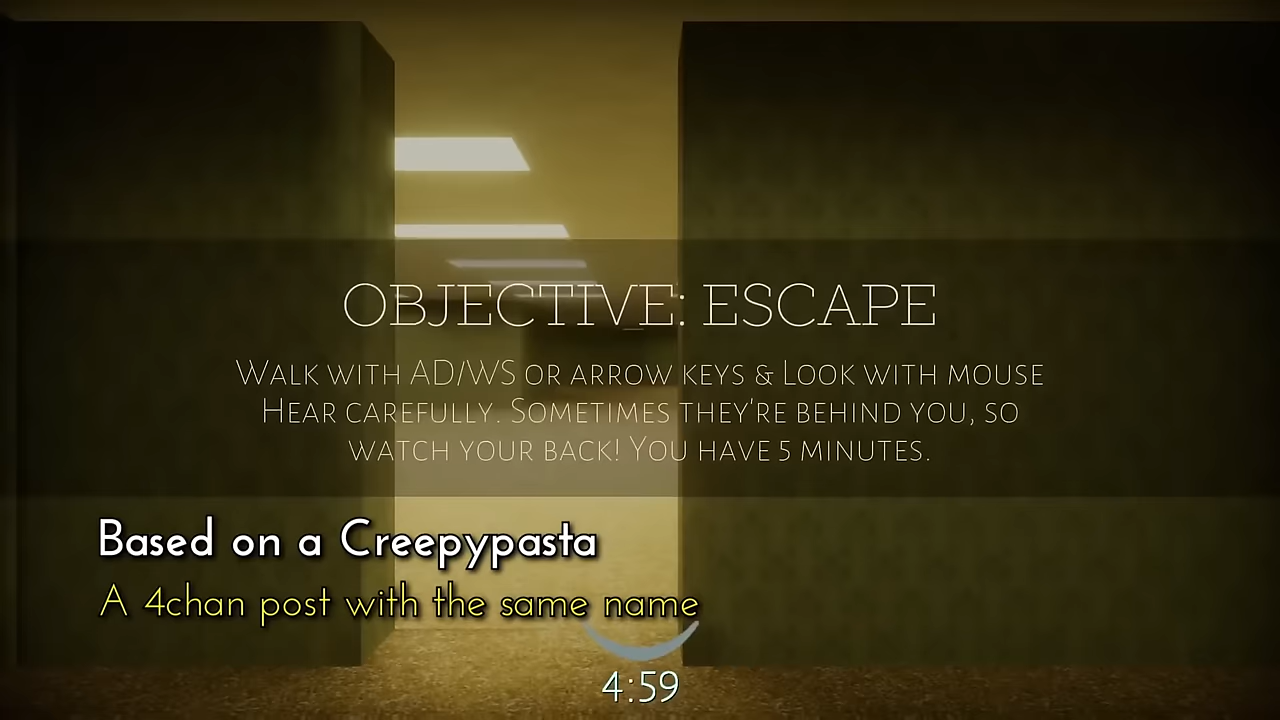 OBJECTIVE: ESCAPE
WALK WITH AD/WS OR ARROW KEYS & LOOK WITH MOUSE
HEAR CAREFULLY. SOMETIMES THEY'RE BEHIND YOU, SO
WATCH YOUR BACK! YOU HAVE 5 MINUTES.
Based on a Creepypasta
A 4chan post with the same name
4:59